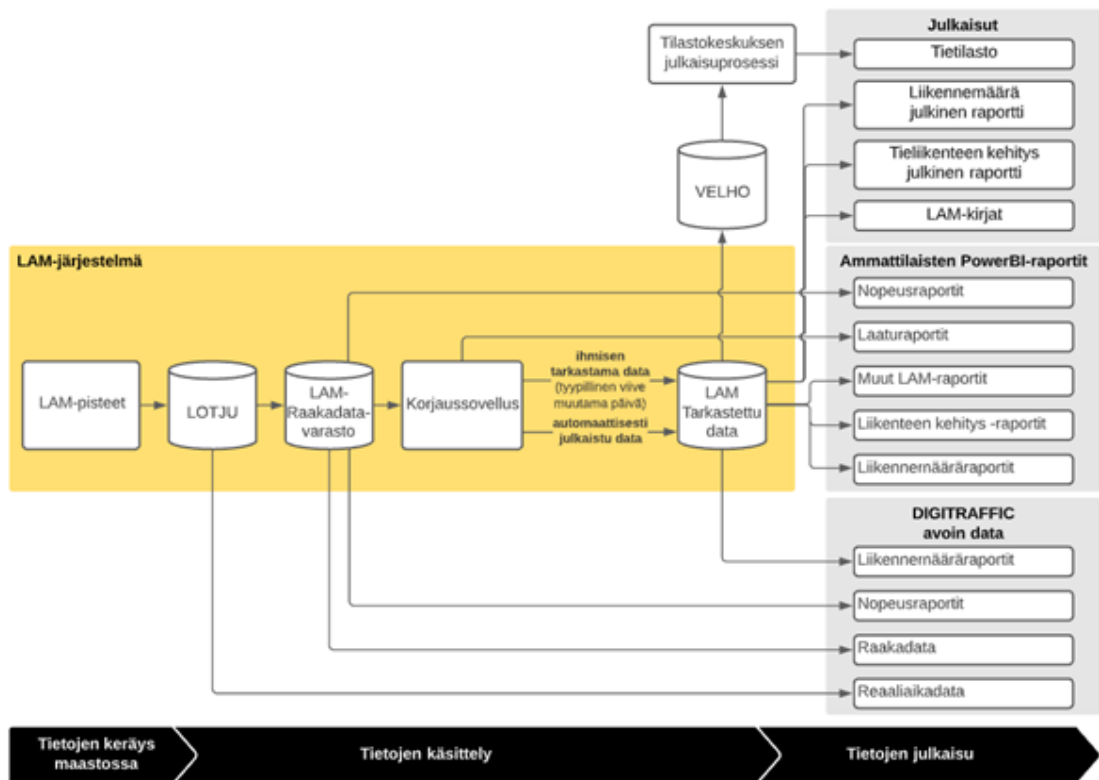 Julkaisut
Tilastokeskuksen
julkaisuprosessi
Tietilasto
Liikennemäärä
julkinen raportti
Tieliikenteen kehitys
julkinen raportti
VELHO
LAM-kirjat
LAM-järjestelmä
Ammattilaisten PowerBI-raportit
Nopeusraportit
Laaturaportit
Muut LAM-raportit
Liikenteen kehitys -raportit
Liikennernääräraportit
LAM-pisteet
LOTJU
LAM-
Raakadata-
varasto
Korjaussovellus
ihmisen
tarkastama data
(tyypillinen viive
muutama päivä)
automaattisesti
julkaistu data
LAM
Tarkastettu
data
DIGITRAFFIC
avoin data
Liikennernääräraportit
Nopeusraportit
Raakadata
Reaaliaikadata
Tietojen keräys
maastossa
Tietojen käsittely
Tietojen julkaisu